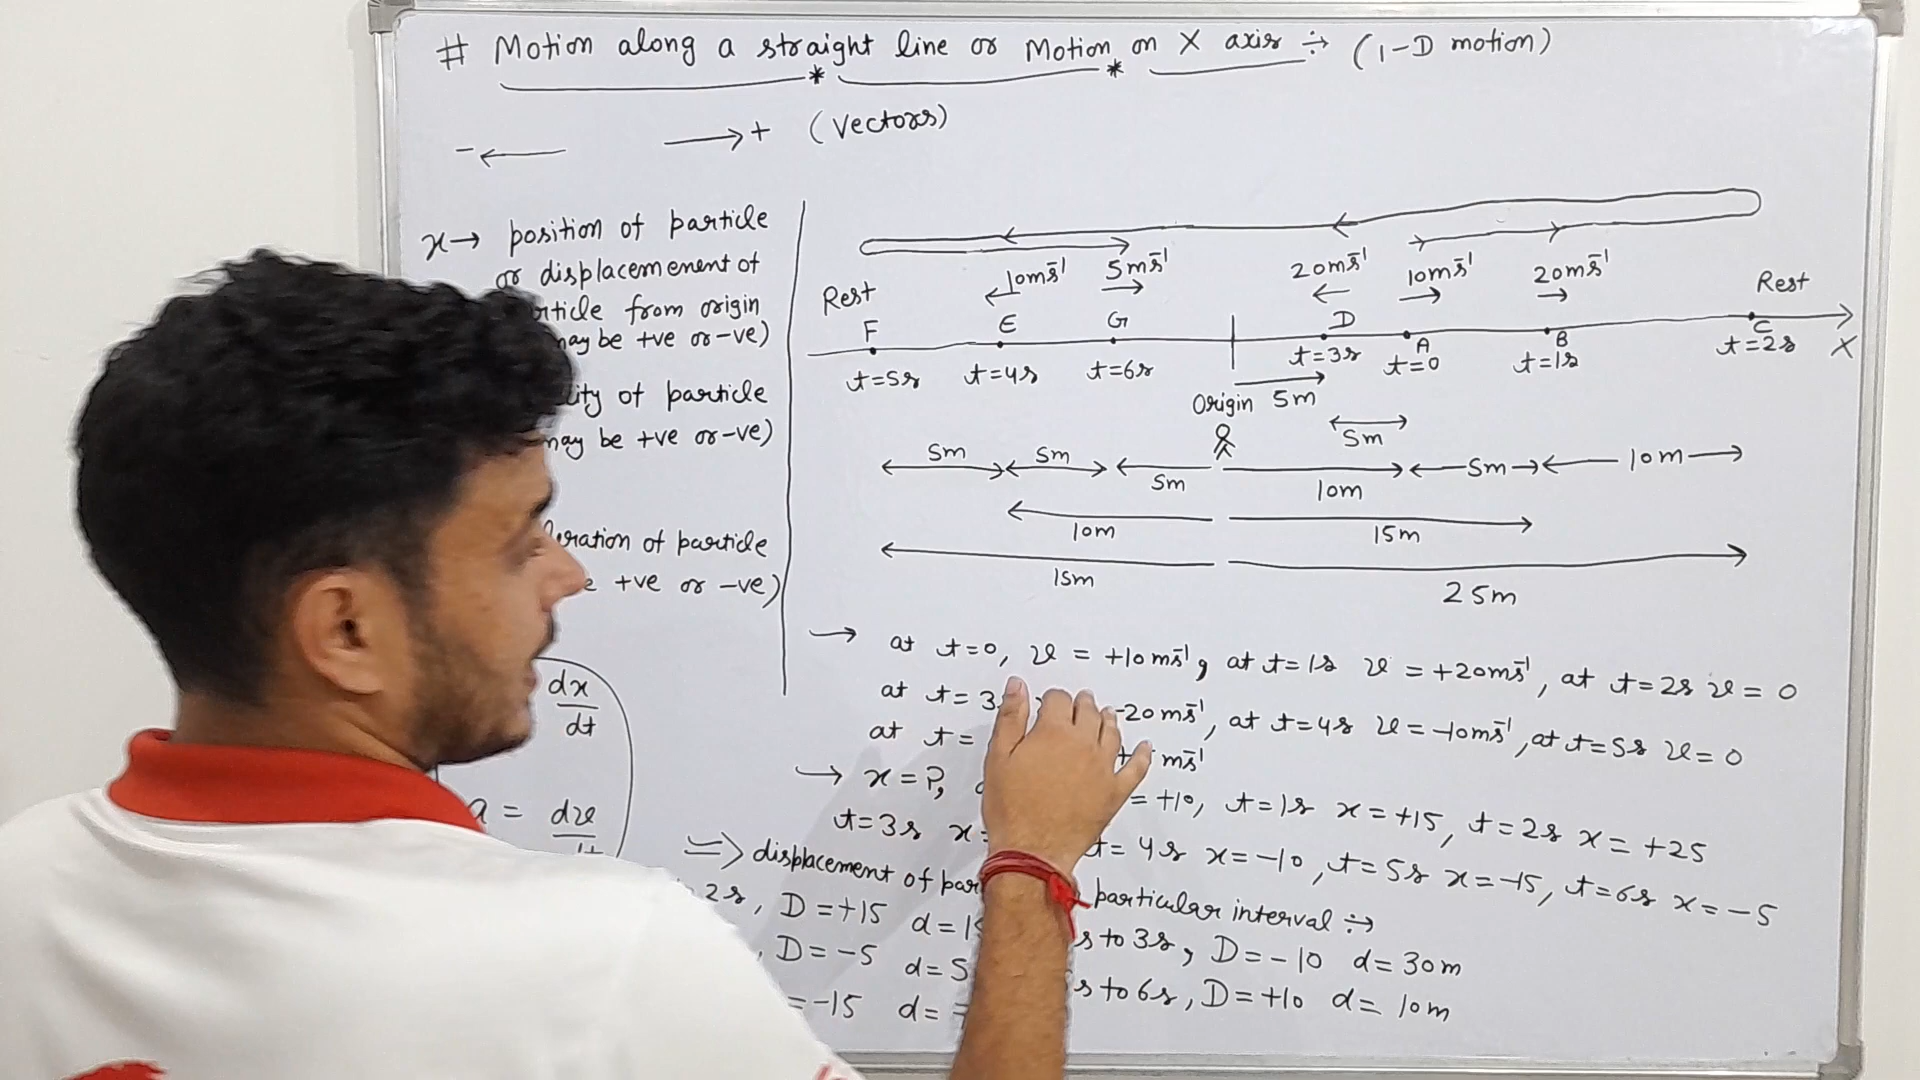 # Motion along a straight line or Motion on X axis ÷ (1-D motion)
- ← → + (Vectors)
x → position of particle
or displacemenent of
from origin
may be +ve or -ve)
of particle
may be +ve or -ve)
of particle
+ve or -ve)
dx
dt
a = dv
Rest 10ms⁻¹ 5ms⁻¹ 20ms⁻¹ 10ms⁻¹ 20ms⁻¹ Rest
F E G D A B C
t=5s t=4s t=6s t=3s t=0 t=1s t=2s X
Origin 5m
5m
5m 5m 5m 10m 5m 10m
10m 15m
15m 25m
→ at t=0, v = +10ms⁻¹, at t=1s v = +20ms⁻¹, at t=2s v = 0
at t=3 -20ms⁻¹, at t=4s v = -10ms⁻¹, at t=5s v = 0
at t= ms⁻¹
→ x=?, = +10, t=1s x=+15, t=2s x=+25
t=3s x= t=4s x=-10, t=5s x=-15, t=6s x=-5
⇒ displacement of particular interval ÷
2s, D=+15 d= s to 3s, D=-10 d=30m
, D=-5 d=5 s to 6s, D=+10 d=10m
=-15 d=